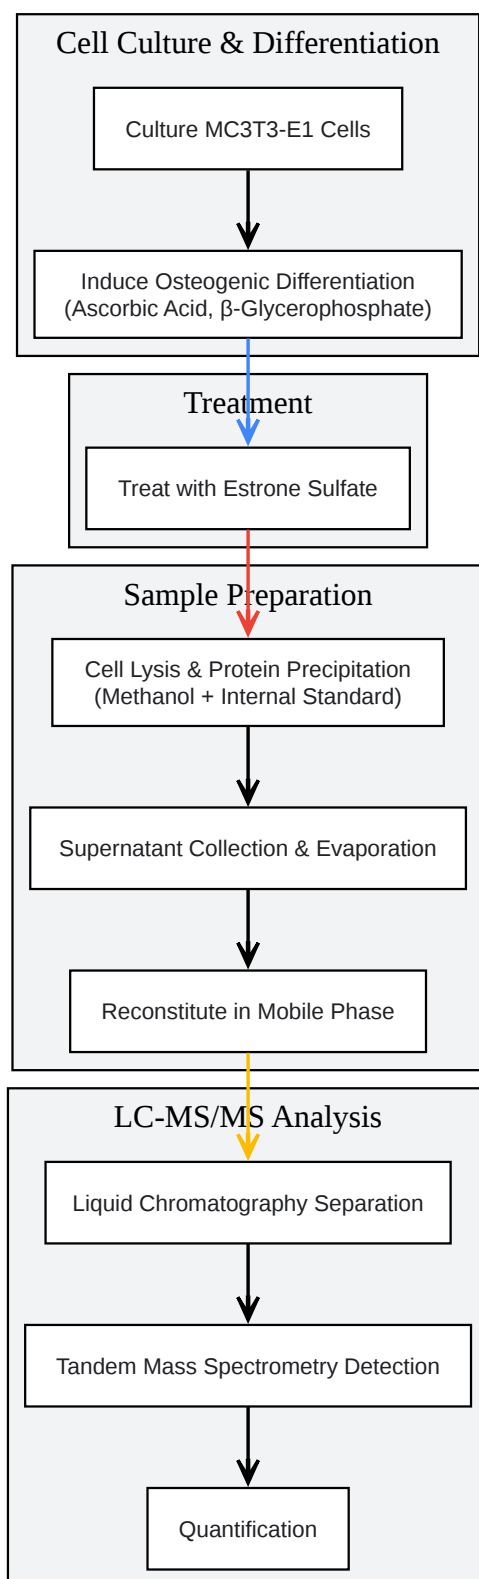 Cell Culture & Differentiation
Culture MC3T3-E1 Cells
Induce Osteogenic Differentiation
(Ascorbic Acid, β-Glycerophosphate)
Treatment
Treat with Estrone Sulfate
Sample Preparation
Cell Lysis & Protein Precipitation
(Methanol + Internal Standard)
Supernatant Collection & Evaporation
Reconstitute in Mobile Phase
LC-MS/MS Analysis
Liquid Chromatography Separation
Tandem Mass Spectrometry Detection
Quantification